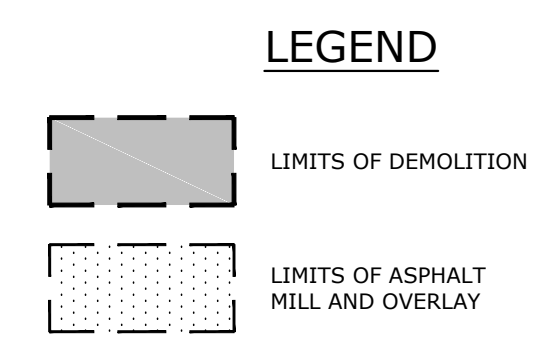 LEGEND
LIMITS OF DEMOLITION
LIMITS OF ASPHALT
MILL AND OVERLAY